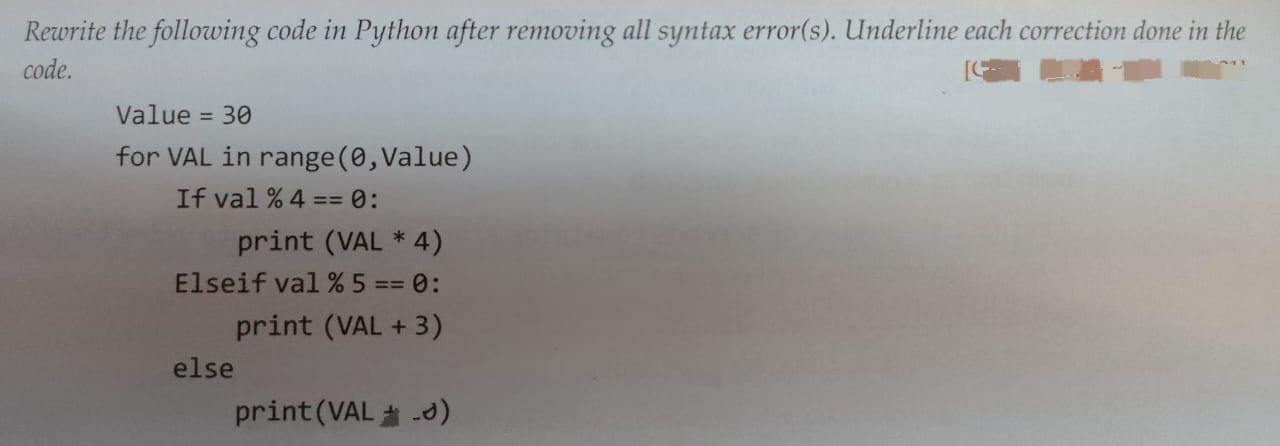 Rewrite the following code in Python after removing all syntax error(s). Underline each correction done in the
code.
Value = 30
for VAL in range(0,Value)
If val % 4 == 0:
print (VAL * 4)
Elseif val % 5 == 0:
print (VAL + 3)
else
print(VAL